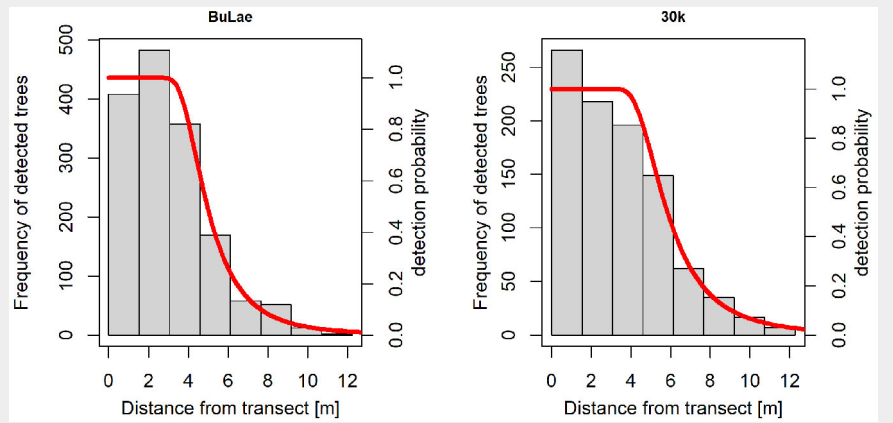 BuLae
500
400
300
200
100
0
Frequency of detected trees
1.0
0.8
0.6
0.4
0.2
0.0
detection probability
0 2 4 6 8 10 12
Distance from transect [m]
30k
250
200
150
100
50
0
Frequency of detected trees
1.0
0.8
0.6
0.4
0.2
0.0
detection probability
0 2 4 6 8 10 12
Distance from transect [m]